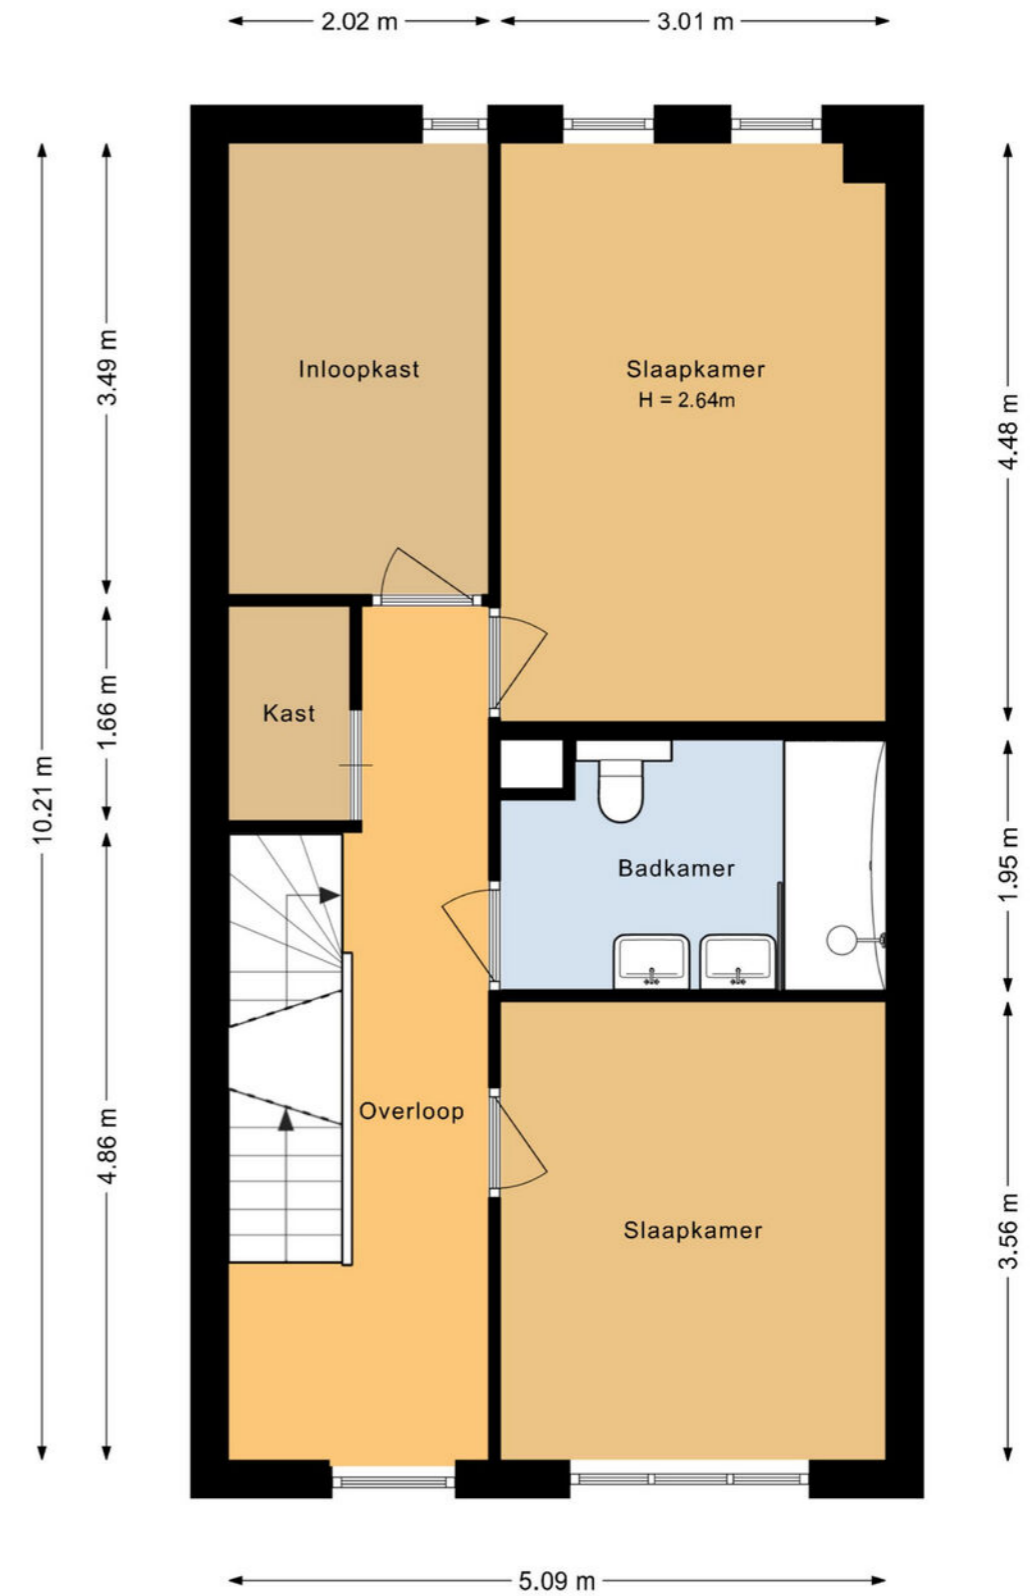 2.02 m
3.01 m
3.49 m
Inloopkast
Slaapkamer
H = 2.64m
4.48 m
10.21 m
1.66 m
Kast
Badkamer
1.95 m
4.86 m
Overloop
Slaapkamer
3.56 m
5.09 m